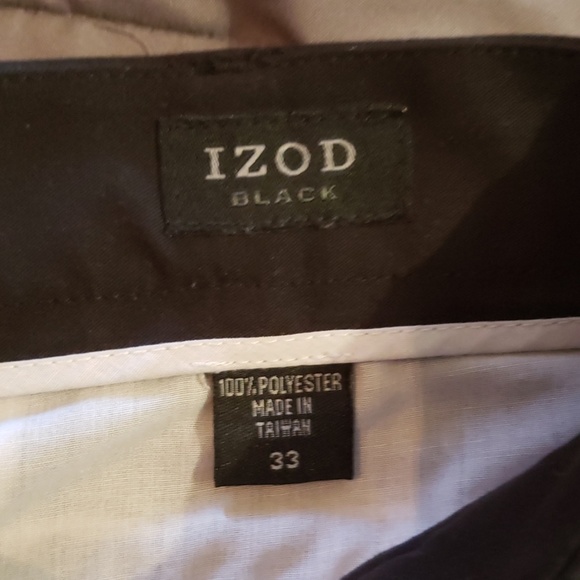 IZOD
BLACK
100% POLYESTER
MADE IN
TAIWAN
33